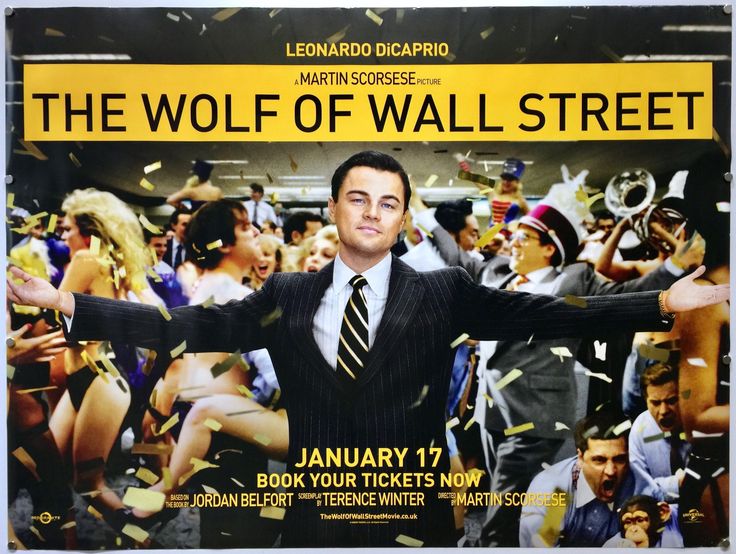 LEONARDO DiCAPRIO
A MARTIN SCORSESE PICTURE
THE WOLF OF WALL STREET
JANUARY 17
BOOK YOUR TICKETS NOW
BASED ON THE BOOK BY JORDAN BELFORT SCREENPLAY BY TERENCE WINTER DIRECTED BY MARTIN SCORSESE
TheWolfOfWallStreetMovie.co.uk
UNIVERSAL